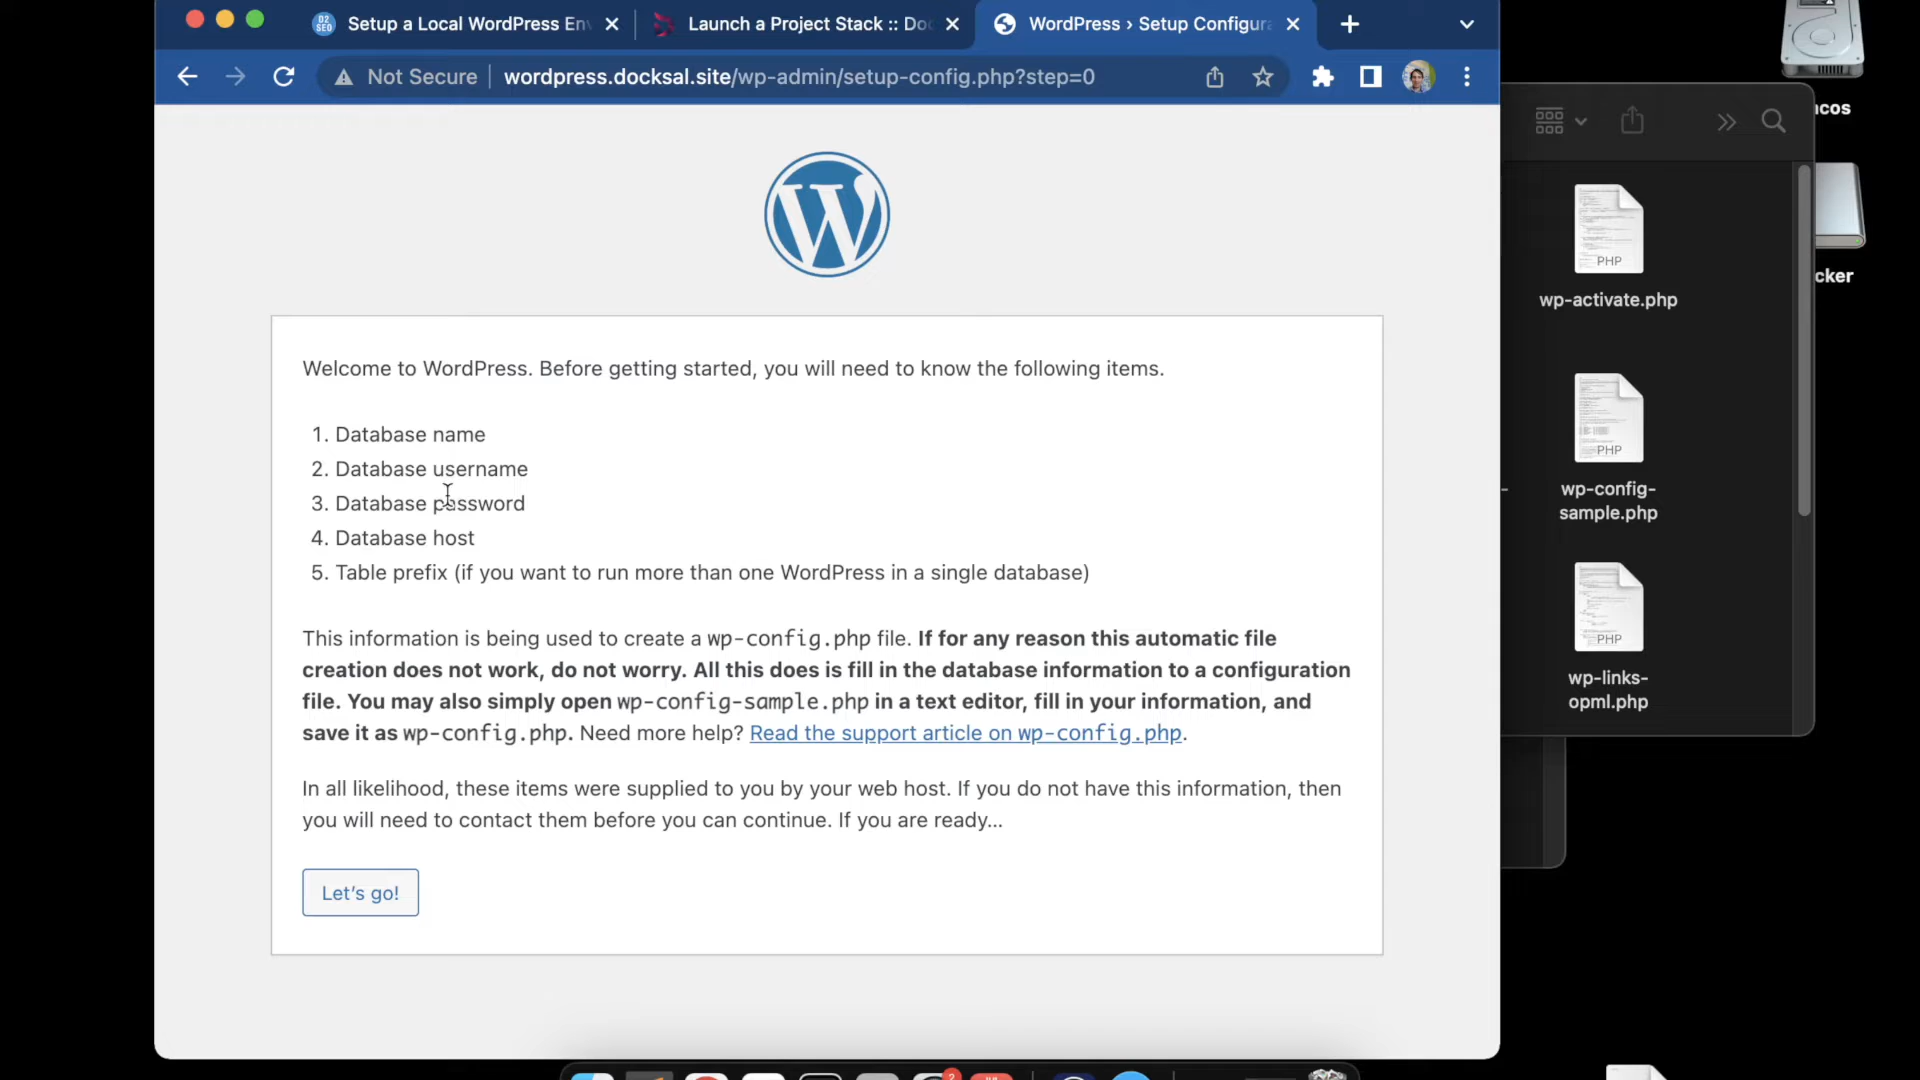 Setup a Local WordPress Env
Launch a Project Stack :: Doc
WordPress › Setup Configura
Not Secure
wordpress.docksal.site/wp-admin/setup-config.php?step=0
Welcome to WordPress. Before getting started, you will need to know the following items.
1. Database name
2. Database username
3. Database password
4. Database host
5. Table prefix (if you want to run more than one WordPress in a single database)
This information is being used to create a wp-config.php file. If for any reason this automatic file
creation does not work, do not worry. All this does is fill in the database information to a configuration
file. You may also simply open wp-config-sample.php in a text editor, fill in your information, and
save it as wp-config.php. Need more help? Read the support article on wp-config.php.
In all likelihood, these items were supplied to you by your web host. If you do not have this information, then
you will need to contact them before you can continue. If you are ready...
Let's go!
D2
SEO
W
PHP
wp-activate.php
PHP
wp-config-
sample.php
PHP
wp-links-
opml.php
cos
cker
2